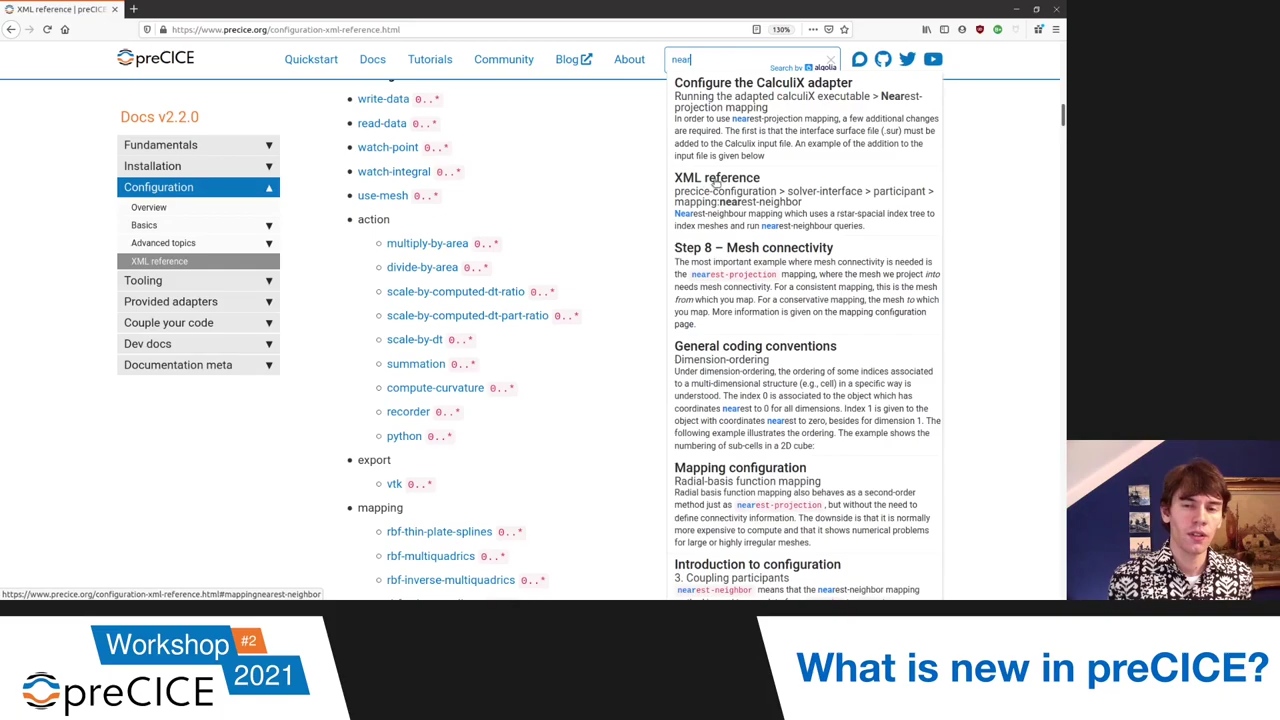 XML reference | preCICE
https://www.precice.org/configuration-xml-reference.html
130%
preCICE
Quickstart
Docs
Tutorials
Community
Blog
About
near
Search by algolia
Docs v2.2.0
Fundamentals
Installation
Configuration
Overview
Basics
Advanced topics
XML reference
Tooling
Provided adapters
Couple your code
Dev docs
Documentation meta
write-data 0..*
read-data 0..*
watch-point 0..*
watch-integral 0..*
use-mesh 0..*
action
multiply-by-area 0..*
divide-by-area 0..*
scale-by-computed-dt-ratio 0..*
scale-by-computed-dt-part-ratio 0..*
scale-by-dt 0..*
summation 0..*
compute-curvature 0..*
recorder 0..*
python 0..*
export
vtk 0..*
mapping
rbf-thin-plate-splines 0..*
rbf-multiquadrics 0..*
rbf-inverse-multiquadrics 0..*
Configure the CalculiX adapter
Running the adapted calculiX executable > Nearest-
projection mapping
In order to use nearest-projection mapping, a few additional changes
are required. The first is that the interface surface file (.sur) must be
added to the Calculix input file. An example of the addition to the
input file is given below
XML reference
precice-configuration > solver-interface > participant >
mapping:nearest-neighbor
Nearest-neighbour mapping which uses a rstar-spacial index tree to
index meshes and run nearest-neighbour queries.
Step 8 – Mesh connectivity
The most important example where mesh connectivity is needed is
the nearest-projection mapping, where the mesh we project into
needs mesh connectivity. For a consistent mapping, this is the mesh
from which you map. For a conservative mapping, the mesh to which
you map. More information is given on the mapping configuration
page.
General coding conventions
Dimension-ordering
Under dimension-ordering, the ordering of some indices associated
to a multi-dimensional structure (e.g., cell) in a specific way is
understood. The index 0 is associated to the object which has
coordinates nearest to 0 for all dimensions. Index 1 is given to the
object with coordinates nearest to zero, besides for dimension 1. The
following example illustrates the ordering. The example shows the
numbering of sub-cells in a 2D cube:
Mapping configuration
Radial-basis function mapping
Radial basis function mapping also behaves as a second-order
method just as nearest-projection, but without the need to
define connectivity information. The downside is that it is normally
more expensive to compute and that it shows numerical problems
for large or highly irregular meshes.
Introduction to configuration
3. Coupling participants
nearest-neighbor means that the nearest-neighbor mapping
https://www.precice.org/configuration-xml-reference.html#mappingnearest-neighbor
Workshop #2
2021
preCICE
What is new in preCICE?